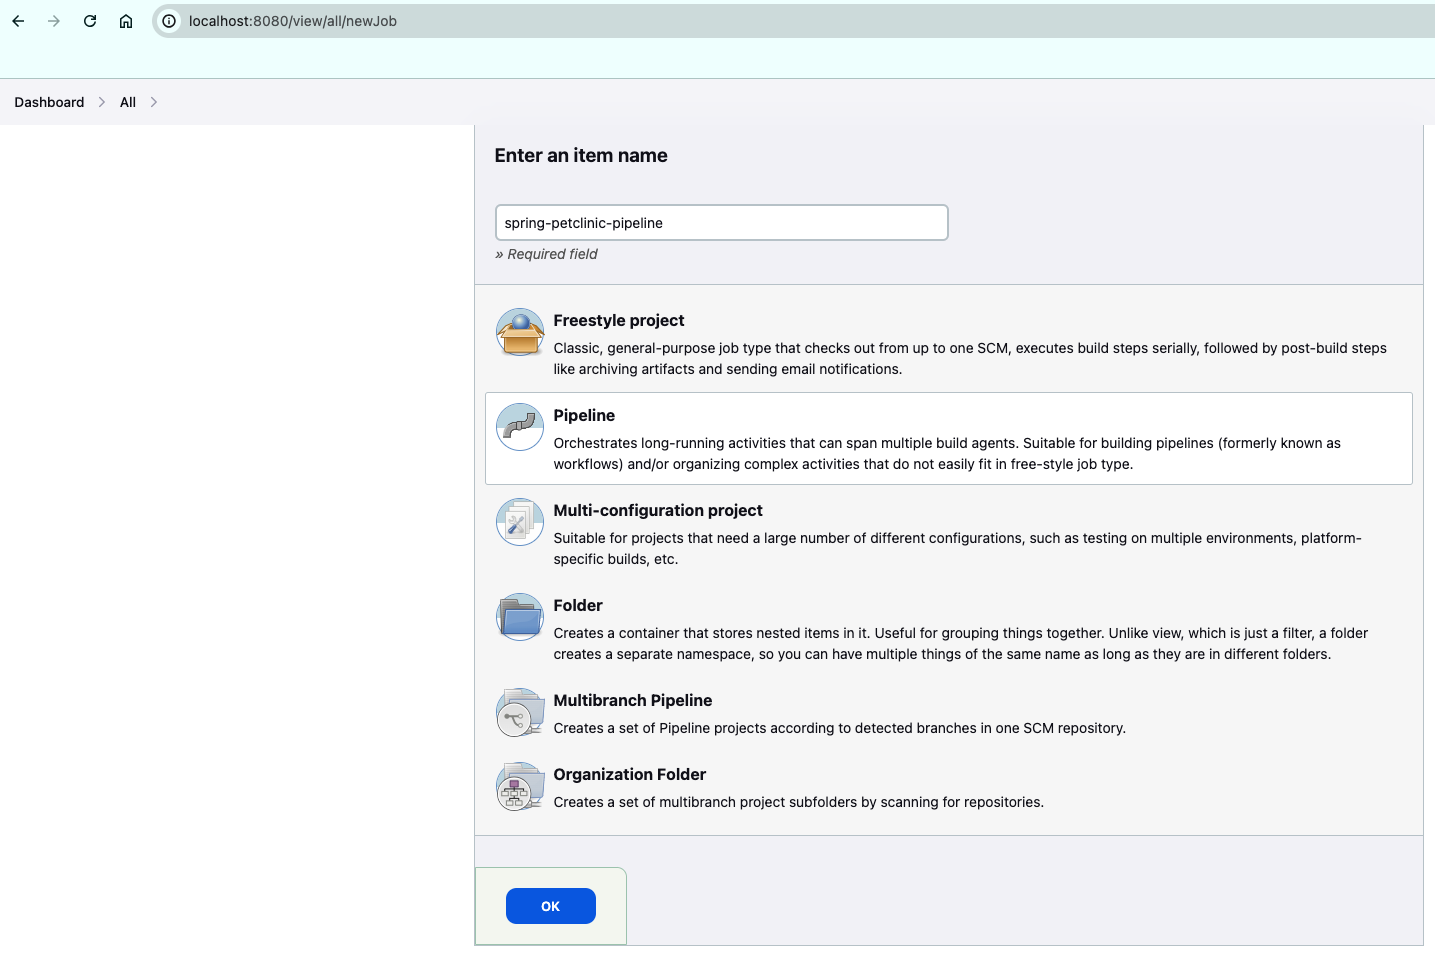 localhost:8080/view/all/newJob
Dashboard
All
Enter an item name
spring-petclinic-pipeline
» Required field
Freestyle project
Classic, general-purpose job type that checks out from up to one SCM, executes build steps serially, followed by post-build steps
like archiving artifacts and sending email notifications.
Pipeline
Orchestrates long-running activities that can span multiple build agents. Suitable for building pipelines (formerly known as
workflows) and/or organizing complex activities that do not easily fit in free-style job type.
Multi-configuration project
Suitable for projects that need a large number of different configurations, such as testing on multiple environments, platform-
specific builds, etc.
Folder
Creates a container that stores nested items in it. Useful for grouping things together. Unlike view, which is just a filter, a folder
creates a separate namespace, so you can have multiple things of the same name as long as they are in different folders.
Multibranch Pipeline
Creates a set of Pipeline projects according to detected branches in one SCM repository.
Organization Folder
Creates a set of multibranch project subfolders by scanning for repositories.
OK